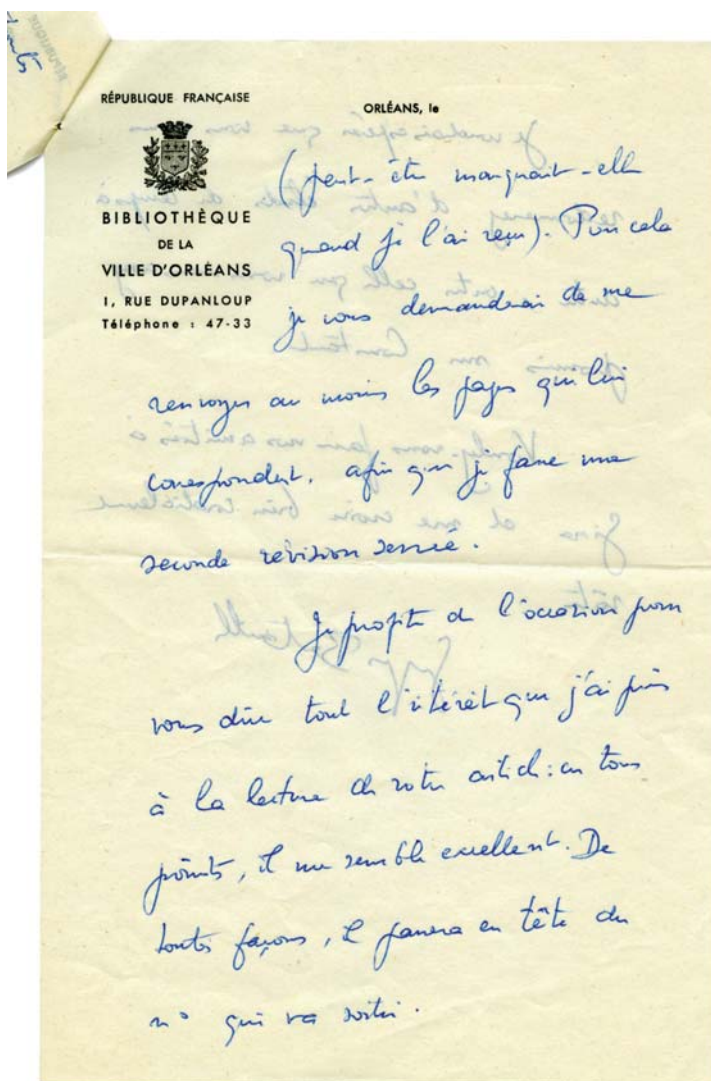 toutes
RÉPUBLIQUE
RÉPUBLIQUE FRANÇAISE
ORLÉANS, le
BIBLIOTHÈQUE
DE LA
VILLE D'ORLÉANS
1, RUE DUPANLOUP
Téléphone : 47-33
(peut-être manquait-elle
quand je l'ai reçu). Pour cela
je vous demanderai de me
renvoyer au moins les pages qui lui
correspondent, afin que je fasse une
seconde révision serrée.
Je profite de l'occasion pour
vous dire tout l'intérêt que j'ai pris
à la lecture de votre article : en tous
points, il me semble excellent. De
toutes façons, il passera en tête du
n° qui va sortir.